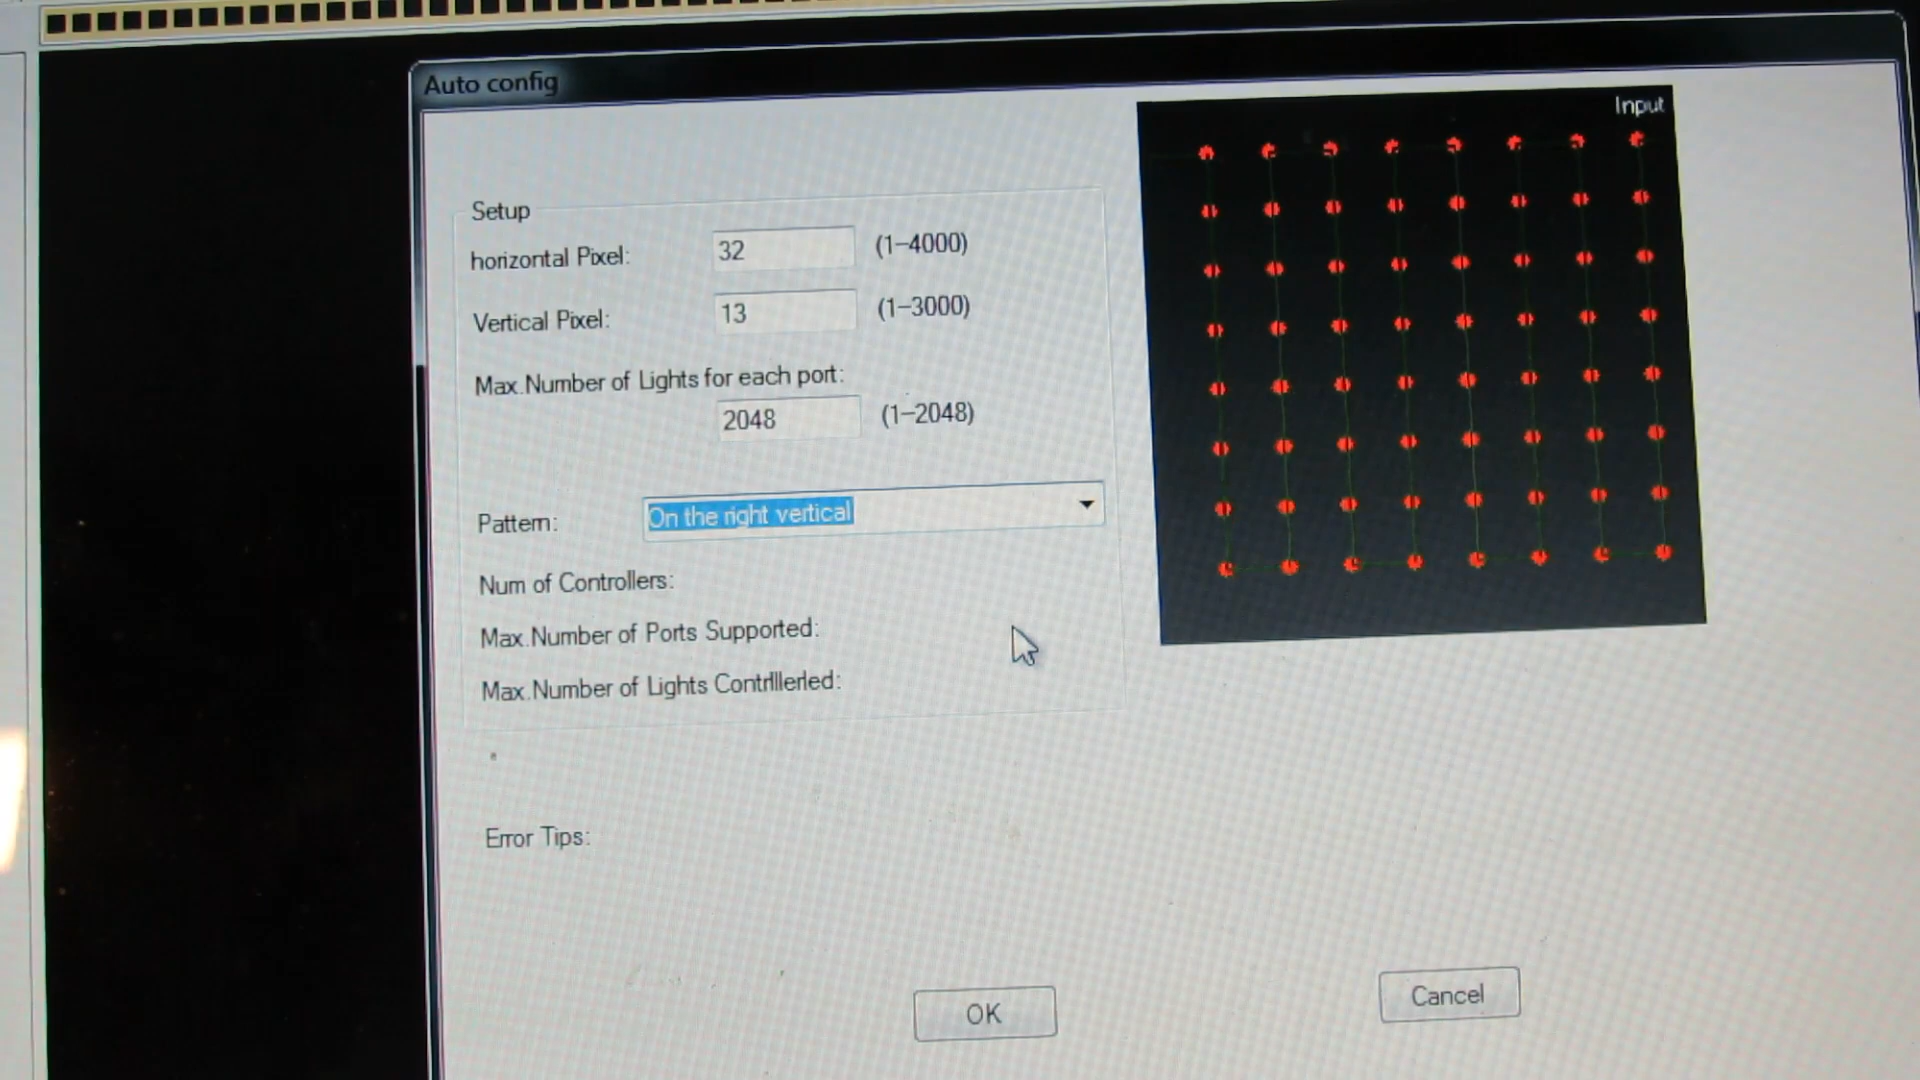 Auto config
Input
Setup
horizontal Pixel: 32 (1-4000)
Vertical Pixel: 13 (1-3000)
Max.Number of Lights for each port:
2048 (1-2048)
Pattern: On the right vertical
Num of Controllers:
Max.Number of Ports Supported:
Max.Number of Lights Contrdllerled:
Error Tips:
OK
Cancel